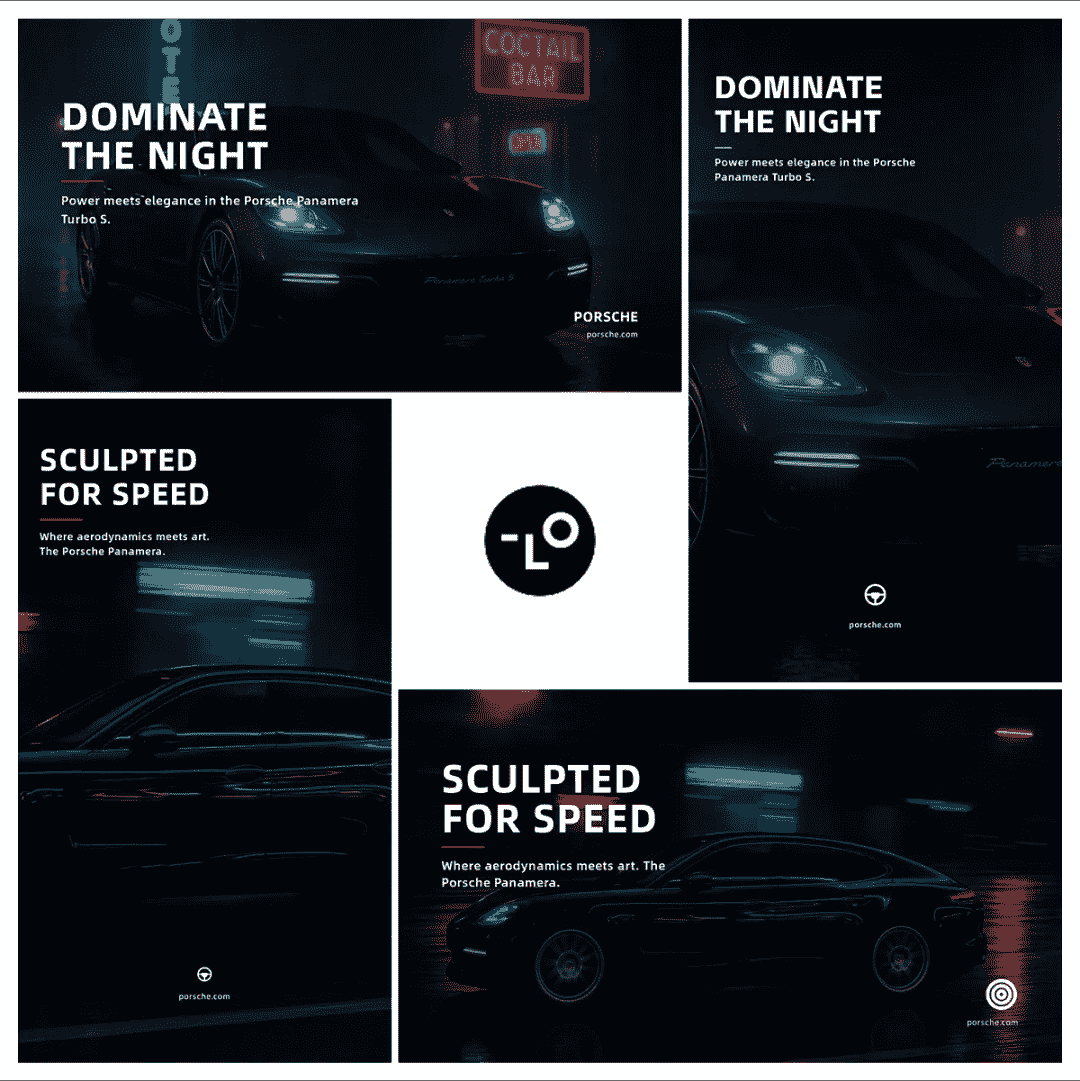 OTE
COCTAIL
BAR
DOMINATE
THE NIGHT
Power meets elegance in the Porsche Panamera
Turbo S.
Panamera Turbo S
PORSCHE
porsche.com
DOMINATE
THE NIGHT
Power meets elegance in the Porsche
Panamera Turbo S.
Panamera
porsche.com
SCULPTED
FOR SPEED
Where aerodynamics meets art.
The Porsche Panamera.
porsche.com
-LO
SCULPTED
FOR SPEED
Where aerodynamics meets art. The
Porsche Panamera.
porsche.com